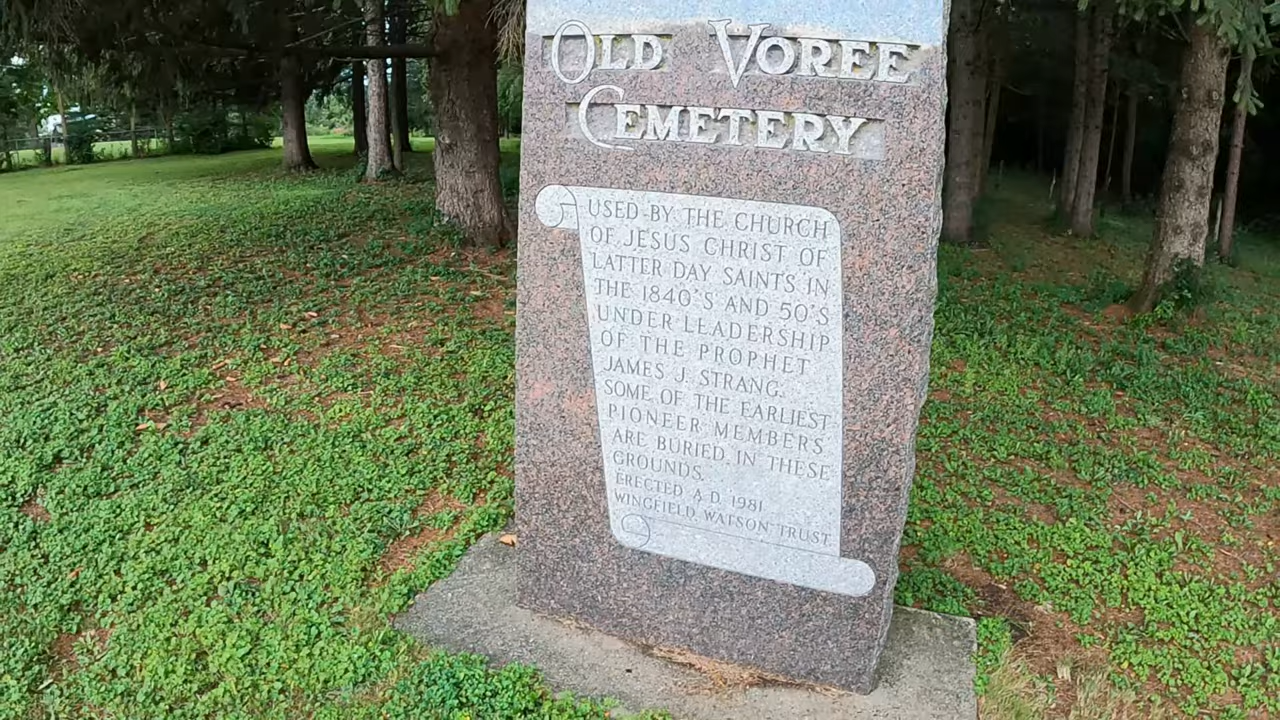 OLD VOREE
CEMETERY
USED BY THE CHURCH
OF JESUS CHRIST OF
LATTER DAY SAINTS IN
THE 1840'S AND 50'S
UNDER LEADERSHIP
OF THE PROPHET
JAMES J. STRANG.
SOME OF THE EARLIEST
PIONEER MEMBERS
ARE BURIED IN THESE
GROUNDS.
ERECTED A.D. 1981
WINGFIELD WATSON TRUST